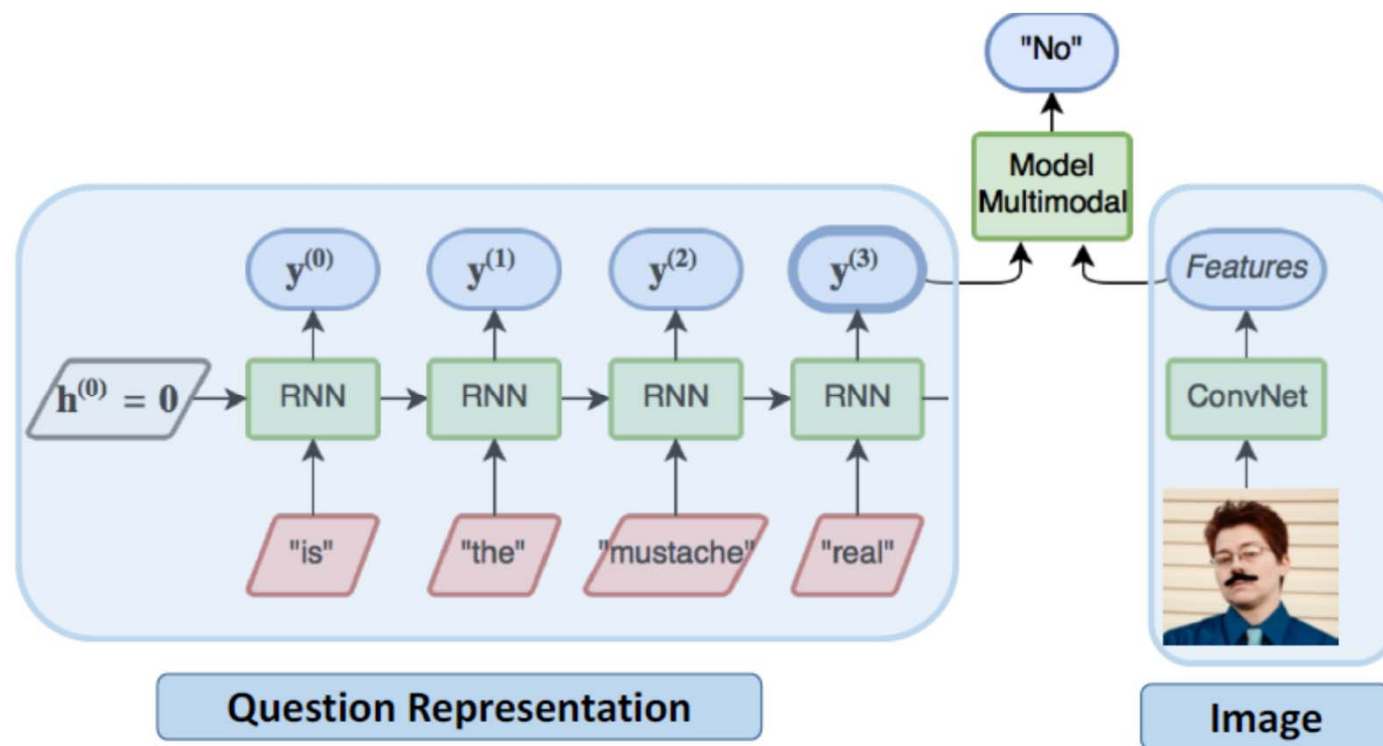 "No"
Model
Multimodal
y(0)
y(1)
y(2)
y(3)
Features
h(0) = 0
RNN
RNN
RNN
RNN
ConvNet
"is"
"the"
"mustache"
"real"
Question Representation
Image